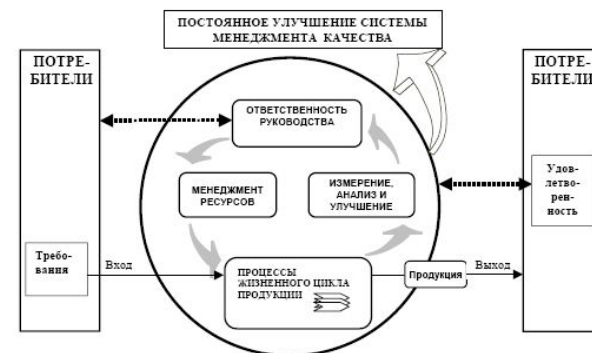 ПОСТОЯННОЕ УЛУЧШЕНИЕ СИСТЕМЫ
МЕНЕДЖМЕНТА КАЧЕСТВА
ПОТРЕ-
БИТЕЛИ
ПОТРЕ-
БИТЕЛИ
ОТВЕТСТВЕННОСТЬ
РУКОВОДСТВА
МЕНЕДЖМЕНТ
РЕСУРСОВ
ИЗМЕРЕНИЕ,
АНАЛИЗ И
УЛУЧШЕНИЕ
Удов-
летво-
рен-
ность
Требо-
вания
Вход
ПРОЦЕССЫ
ЖИЗНЕННОГО ЦИКЛА
ПРОДУКЦИИ
Продукция
Выход